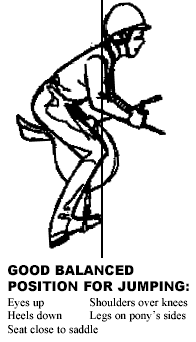 GOOD BALANCED
POSITION FOR JUMPING:
Eyes up Shoulders over knees
Heels down Legs on pony's sides
Seat close to saddle